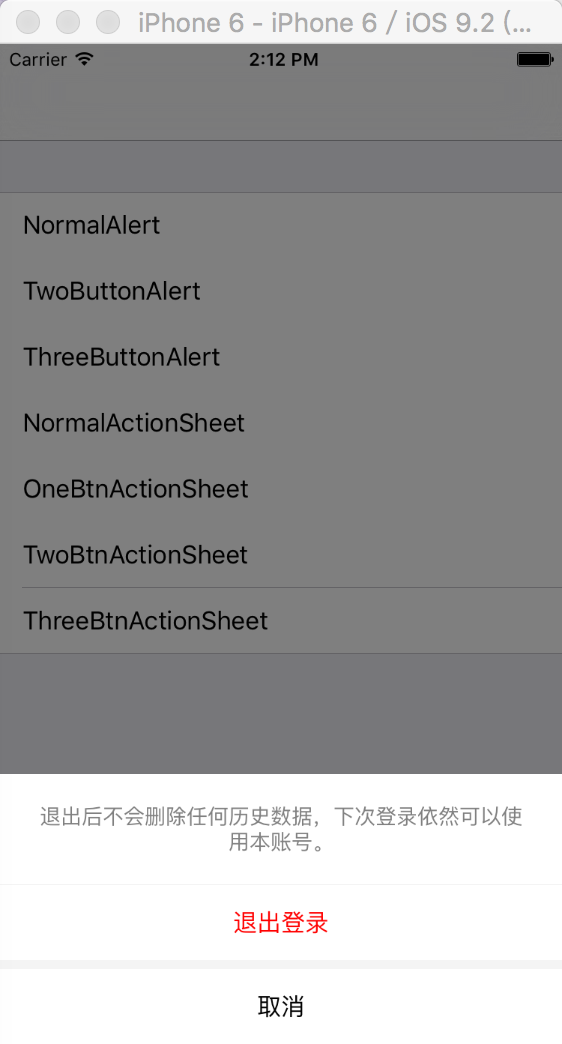 iPhone 6 - iPhone 6 / iOS 9.2 (...
Carrier 2:12 PM
NormalAlert
TwoButtonAlert
ThreeButtonAlert
NormalActionSheet
OneBtnActionSheet
TwoBtnActionSheet
ThreeBtnActionSheet
退出后不会删除任何历史数据，下次登录依然可以使
用本账号。
退出登录
取消